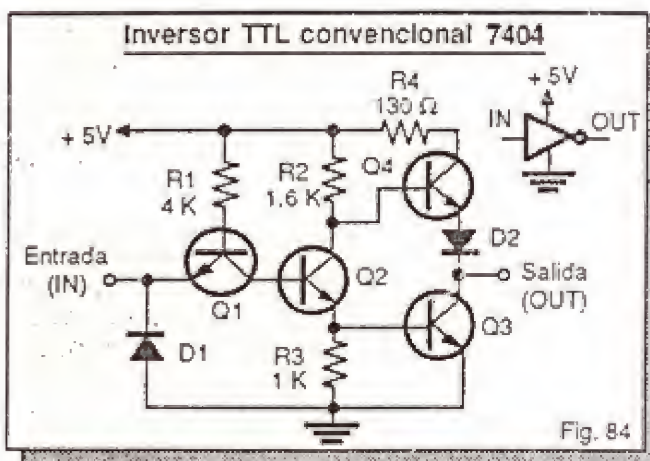 Inversor TTL convencional 7404
R4
130 Ω
+ 5V
+ 5V
IN
OUT
R1
4 K
R2
1,6 K
Q4
D2
Entrada
(IN)
Q1
Q2
Salida
(OUT)
D1
R3
1 K
Q3
Fig. 84